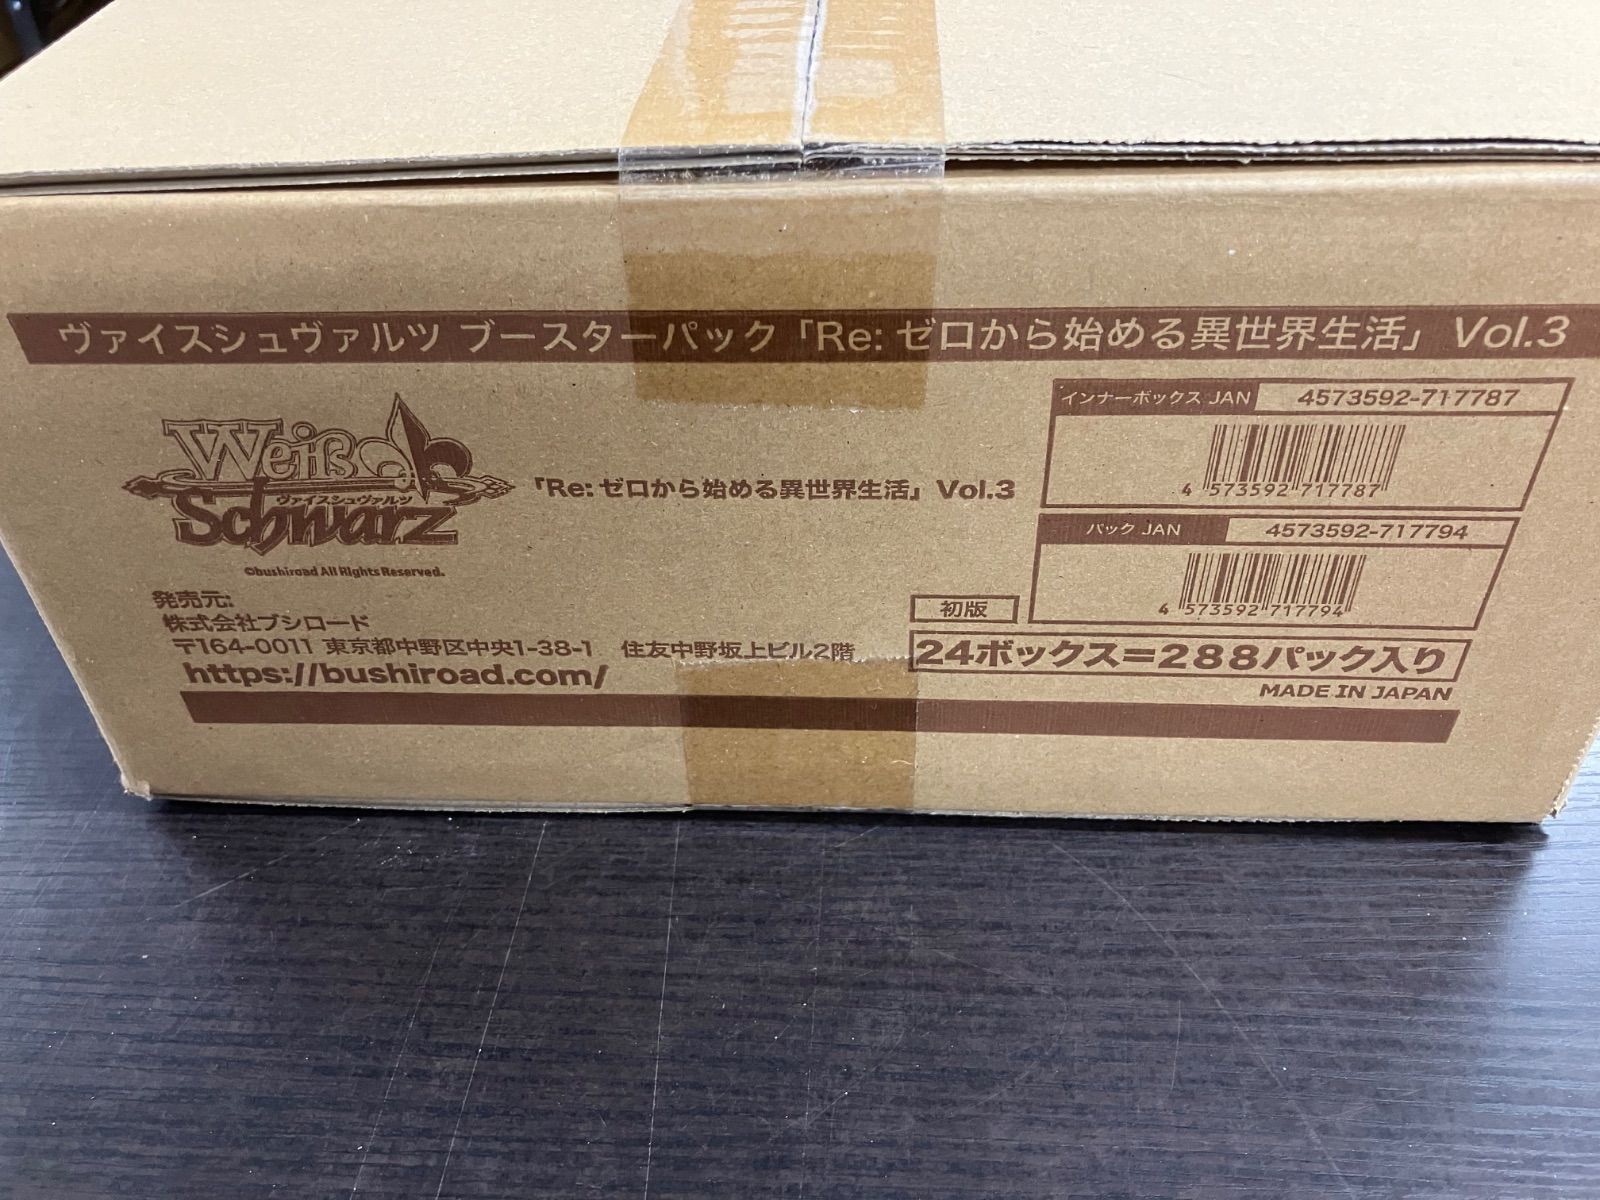 ヴァイスシュヴァルツ ブースターパック「Re: ゼロから始める異世界生活」 Vol.3
Weiß
ヴァイスシュヴァルツ
Schwarz
©bushiroad All Rights Reserved.
「Re: ゼロから始める異世界生活」 Vol.3
インナーボックス JAN 4573592-717787
4 573592 717787
パック JAN 4573592-717794
4 573592 717794
発売元:
株式会社ブシロード
〒164-0011 東京都中野区中央1-38-1 住友中野坂上ビル2階
https://bushiroad.com/
初版
24ボックス=288パック入り
MADE IN JAPAN